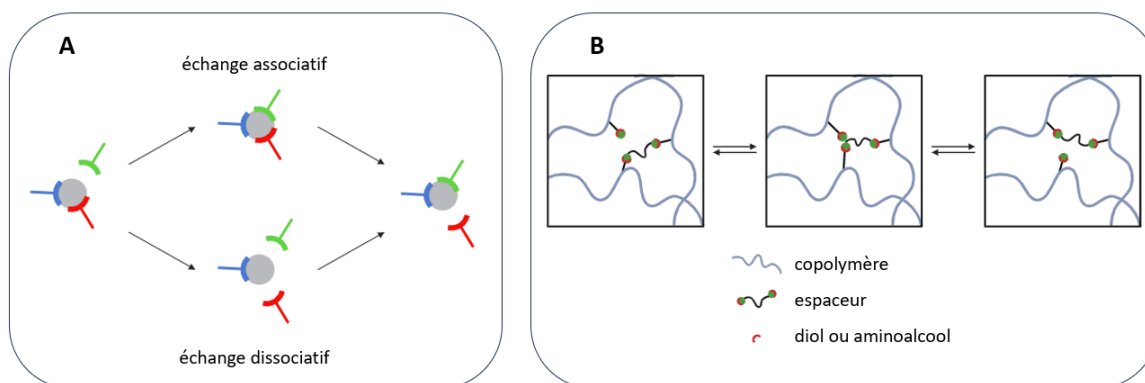 A
échange associatif
échange dissociatif
B
copolymère
espaceur
diol ou aminoalcool